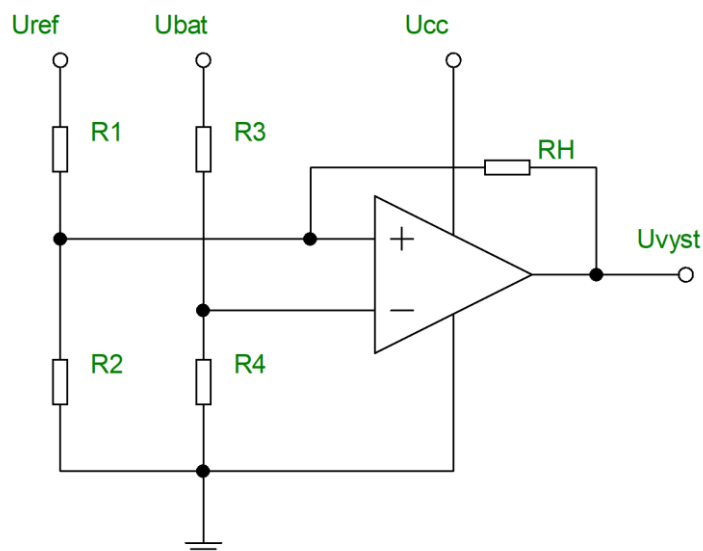 Uref Ubat Ucc
R1 R3 RH
+ Uvyst
−
R2 R4